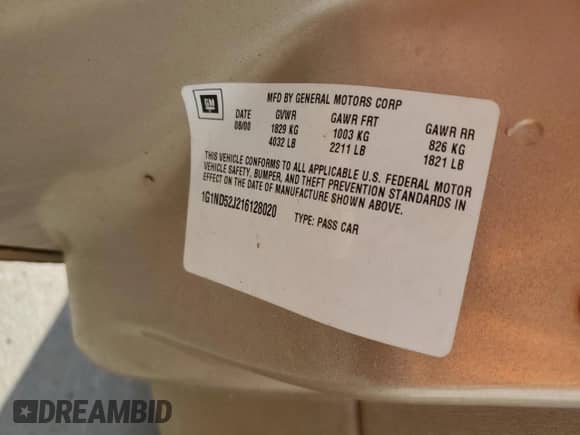 GM
MFD BY GENERAL MOTORS CORP
DATE GVWR GAWR FRT GAWR RR
08/00 1829 KG 1003 KG 826 KG
4032 LB 2211 LB 1821 LB
THIS VEHICLE CONFORMS TO ALL APPLICABLE U.S. FEDERAL MOTOR
VEHICLE SAFETY, BUMPER, AND THEFT PREVENTION STANDARDS IN
EFFECT ON THE DATE OF MANUFACTURE SHOWN ABOVE.
1G1ND52J216128020 TYPE: PASS CAR
DREAMBID